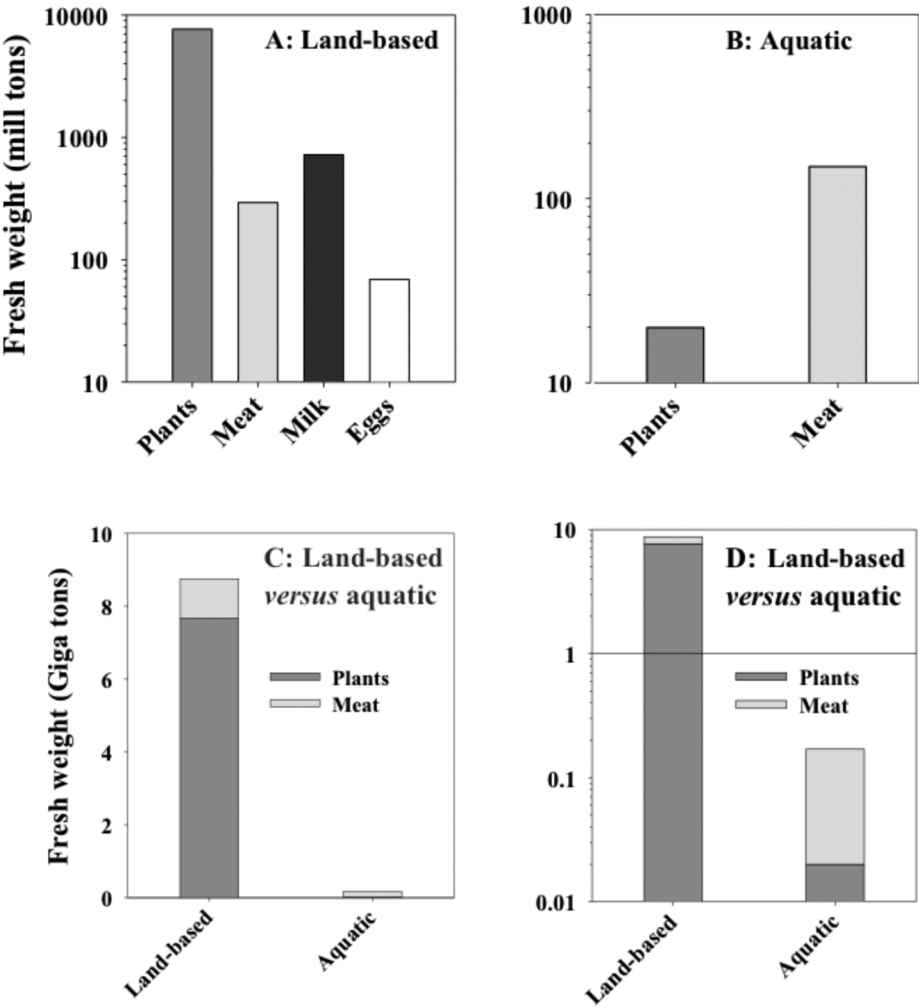 A: Land-based
Fresh weight (mill tons)
10000
1000
100
10
Plants
Meat
Milk
Eggs
B: Aquatic
1000
100
10
Plants
Meat
C: Land-based
versus aquatic
Fresh weight (Giga tons)
10
8
6
4
2
0
Plants
Meat
Land-based
Aquatic
D: Land-based
versus aquatic
10
1
0.1
0.01
Plants
Meat
Land-based
Aquatic